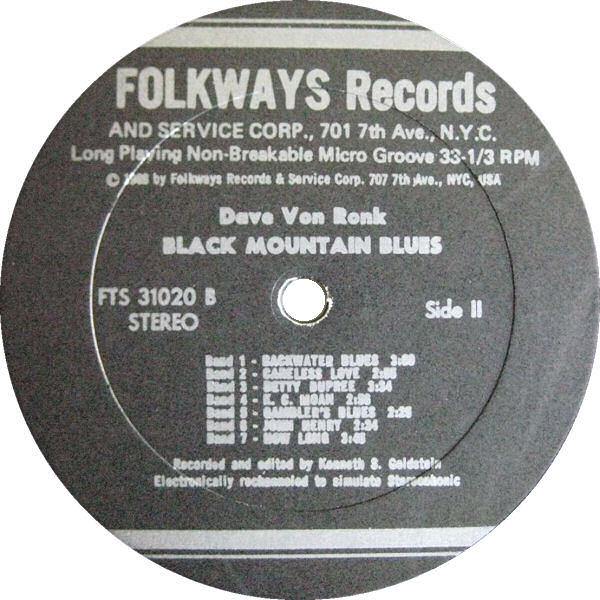 FOLKWAYS Records
AND SERVICE CORP., 701 7th Ave., N.Y.C.
Long Playing Non-Breakable Micro Groove 33-1/3 RPM
© by Folkways Records & Service Corp. 707 7th Ave., NYC, USA
Dave Van Ronk
BLACK MOUNTAIN BLUES
FTS 31020 B
STEREO
Side II
Band 1 - BACKWATER BLUES
Band 2 - CARELESS LOVE
Band 3 - BETTY DUPREE 3:34
Band 4 - K. C. MOAN
Band 5 - GAMBLER'S BLUES
Band 6 - JOHN HENRY 2:34
Band 7 - HOW LONG
Recorded and edited by Kenneth S. Goldstein
Electronically rechanneled to simulate Stereophonic